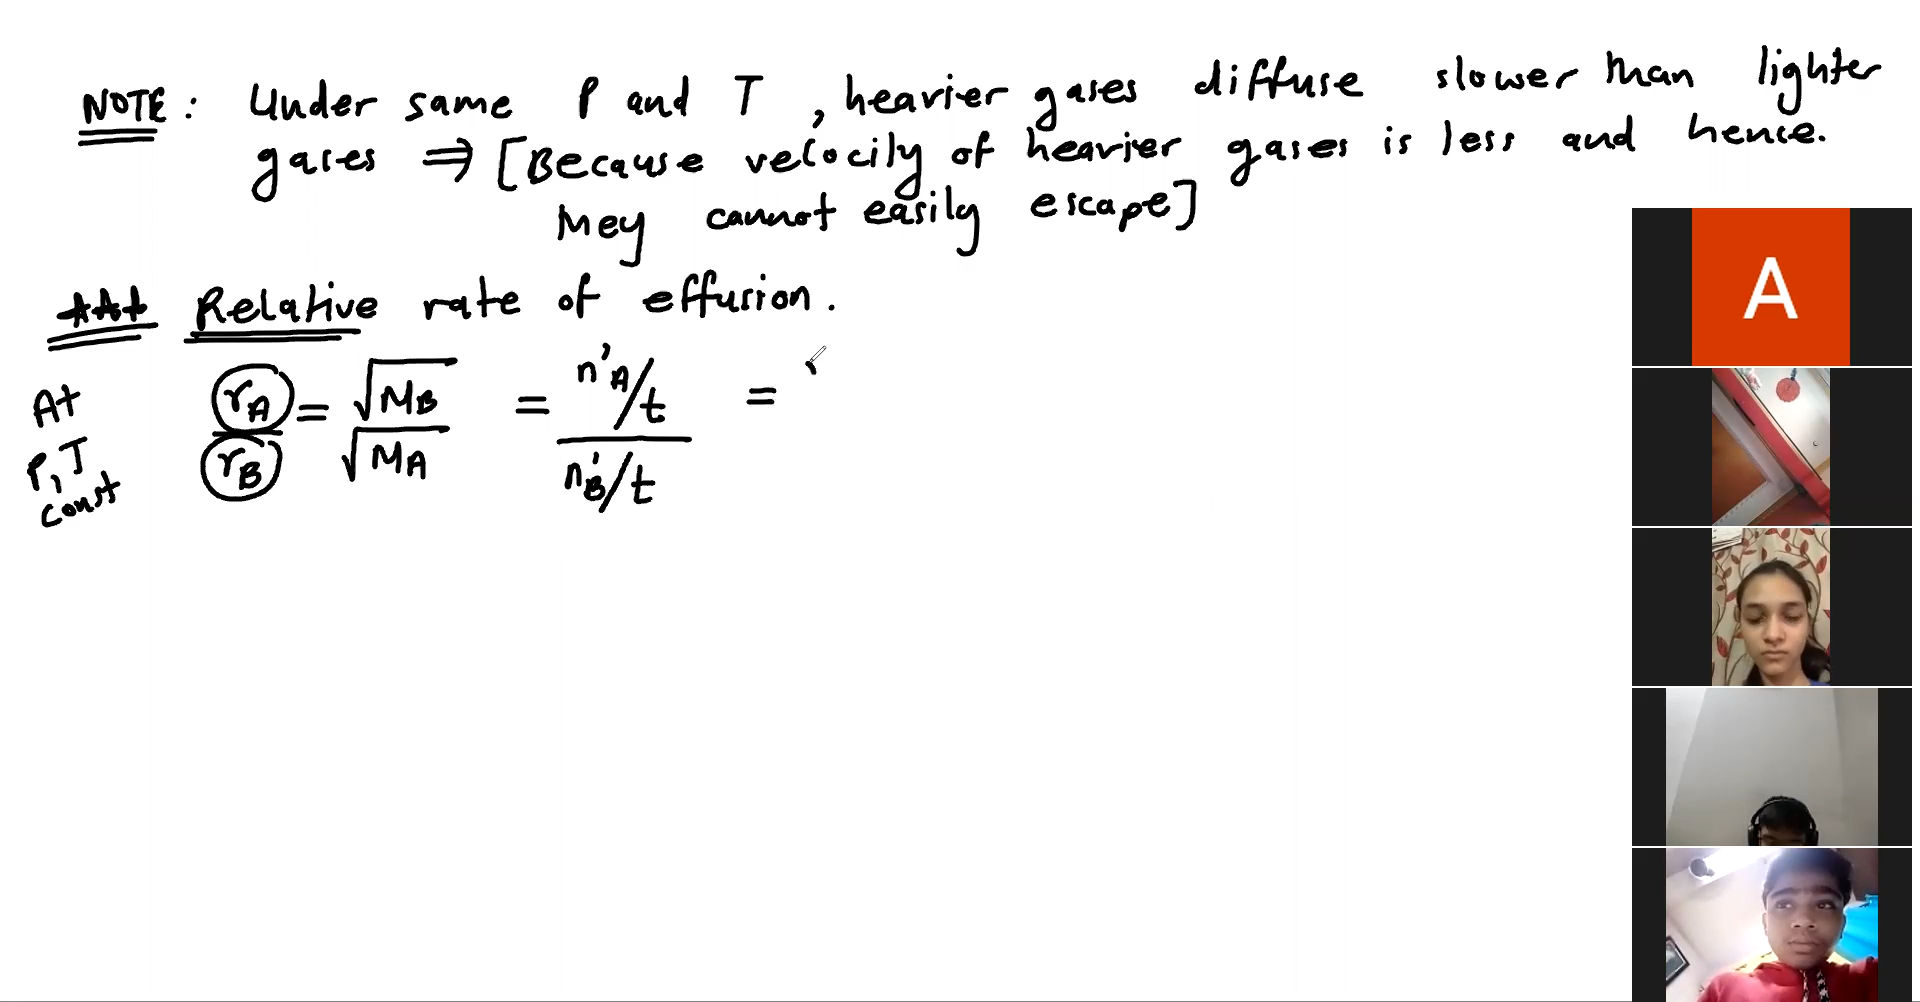 NOTE: Under same P and T, heavier gases diffuse slower than lighter
gases ⇒ [Because velocity of heavier gases is less and hence.
they cannot easily escape]
Relative rate of effusion.
At P,T const
rA/rB = √MB/√MA = (n'A/t)/(n'B/t) =
A